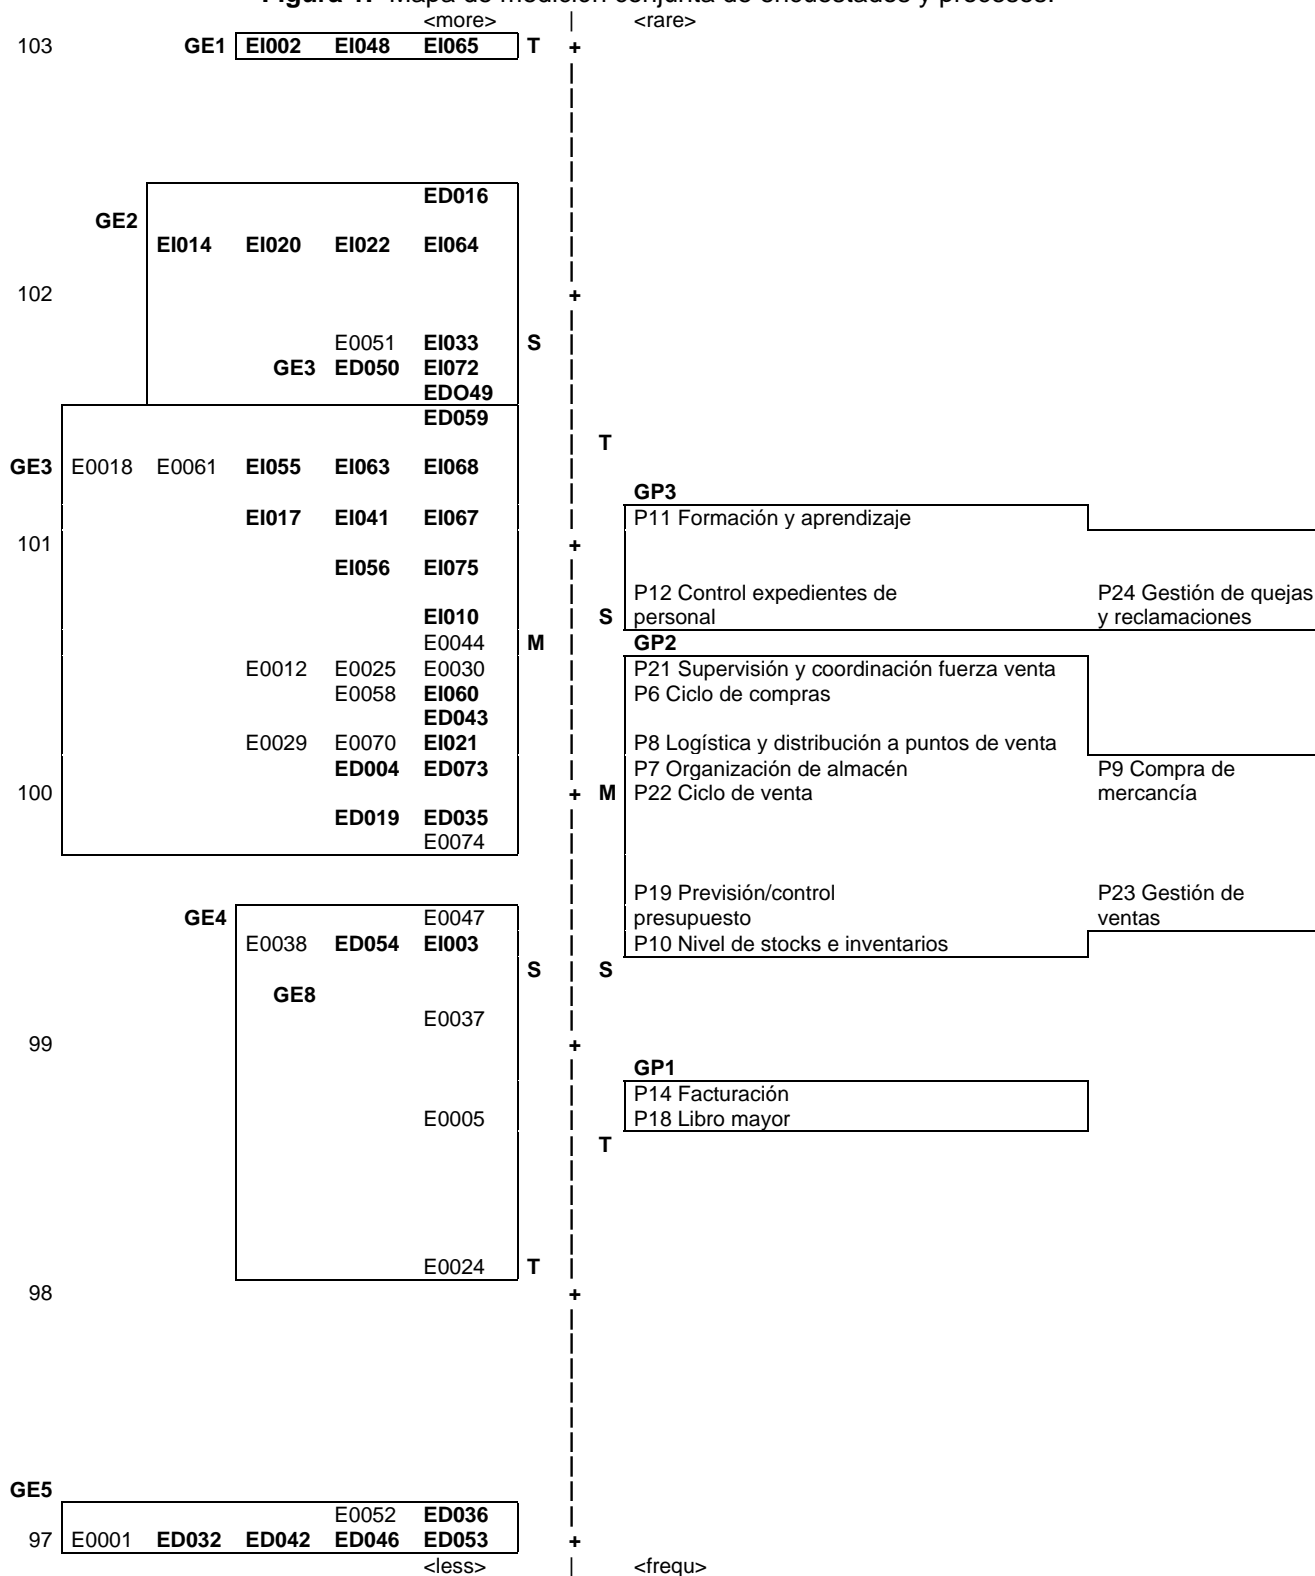 Figura 1. Mapa de medición conjunta de encuestados y procesos.
<more> | <rare>
103 GE1 EI002 EI048 EI065 T +
ED016
GE2
EI014 EI020 EI022 EI064
102 +
E0051 EI033 S
GE3 ED050 EI072
EDO49
ED059
T
GE3 E0018 E0061 EI055 EI063 EI068
GP3
EI017 EI041 EI067 P11 Formación y aprendizaje
101 +
EI056 EI075
P12 Control expedientes de P24 Gestión de quejas
EI010 S personal y reclamaciones
E0044 M GP2
E0012 E0025 E0030 P21 Supervisión y coordinación fuerza venta
E0058 EI060 P6 Ciclo de compras
ED043
E0029 E0070 EI021 P8 Logística y distribución a puntos de venta
ED004 ED073 P7 Organización de almacén P9 Compra de
100 + M P22 Ciclo de venta mercancía
ED019 ED035
E0074
P19 Previsión/control P23 Gestión de
GE4 E0047 presupuesto ventas
E0038 ED054 EI003 P10 Nivel de stocks e inventarios
S S
GE8
E0037
99 +
GP1
P14 Facturación
E0005 P18 Libro mayor
T
E0024 T
98 +
GE5
E0052 ED036
97 E0001 ED032 ED042 ED046 ED053 +
<less> | <frequ>